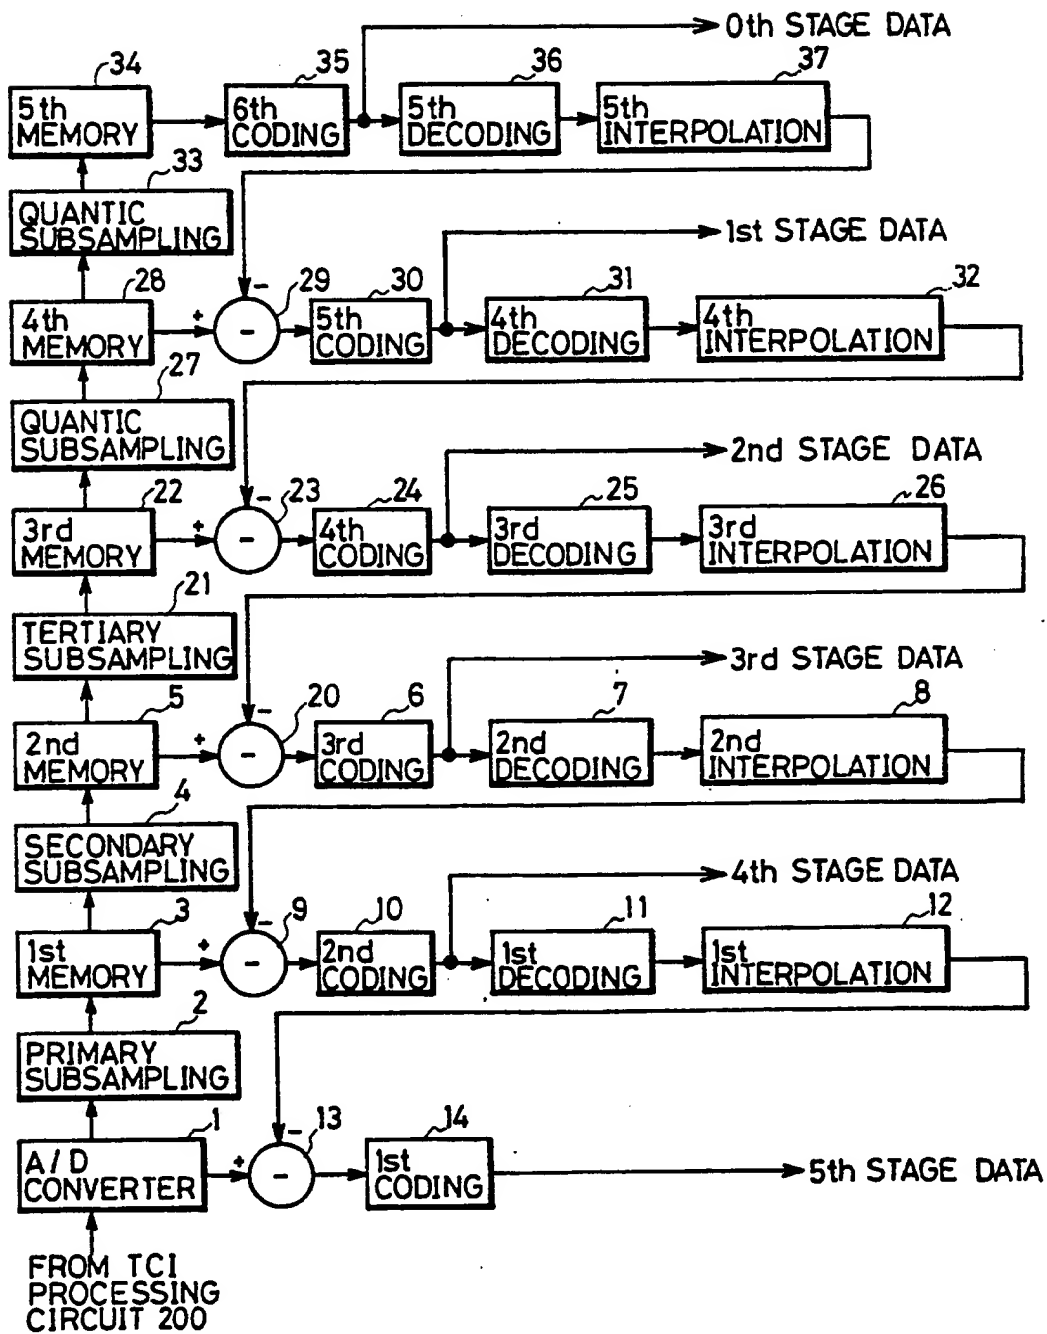 0th STAGE DATA
34
35
36
37
5th
MEMORY
6th
CODING
5th
DECODING
5th
INTERPOLATION
33
QUANTIC
SUBSAMPLING
1st STAGE DATA
28
29
30
31
32
4th
MEMORY
+
-
-
5th
CODING
4th
DECODING
4th
INTERPOLATION
27
QUANTIC
SUBSAMPLING
2nd STAGE DATA
22
23
24
25
26
3rd
MEMORY
+
-
-
4th
CODING
3rd
DECODING
3rd
INTERPOLATION
21
TERTIARY
SUBSAMPLING
3rd STAGE DATA
5
20
6
7
8
2nd
MEMORY
+
-
-
3rd
CODING
2nd
DECODING
2nd
INTERPOLATION
4
SECONDARY
SUBSAMPLING
4th STAGE DATA
3
9
10
11
12
1st
MEMORY
+
-
-
2nd
CODING
1st
DECODING
1st
INTERPOLATION
2
PRIMARY
SUBSAMPLING
1
13
14
A/D
CONVERTER
+
-
-
1st
CODING
5th STAGE DATA
FROM TCI
PROCESSING
CIRCUIT 200